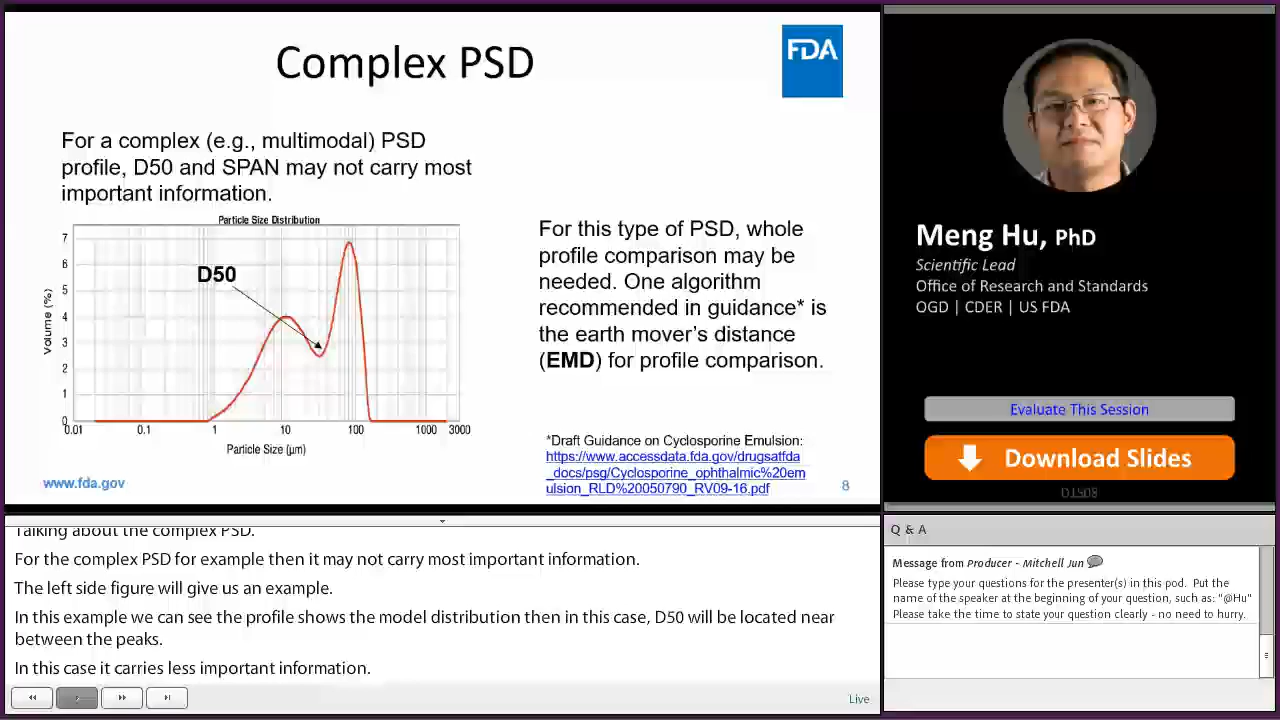 Complex PSD
FDA
For a complex (e.g., multimodal) PSD
profile, D50 and SPAN may not carry most
important information.
Particle Size Distribution
7
6
5
4
3
2
1
0
Volume (%)
D50
0.01 0.1 1 10 100 1000 3000
Particle Size (µm)
For this type of PSD, whole
profile comparison may be
needed. One algorithm
recommended in guidance* is
the earth mover's distance
(EMD) for profile comparison.
*Draft Guidance on Cyclosporine Emulsion:
https://www.accessdata.fda.gov/drugsatfda
_docs/psg/Cyclosporine_ophthalmic%20em
ulsion_RLD%20050790_RV09-16.pdf
www.fda.gov
8
Meng Hu, PhD
Scientific Lead
Office of Research and Standards
OGD | CDER | US FDA
Evaluate This Session
Download Slides
Talking about the complex PSD.
For the complex PSD for example then it may not carry most important information.
The left side figure will give us an example.
In this example we can see the profile shows the model distribution then in this case, D50 will be located near
between the peaks.
In this case it carries less important information.
Live
Q & A
Message from Producer - Mitchell Jun
Please type your questions for the presenter(s) in this pod. Put the
name of the speaker at the beginning of your question, such as: "@Hu"
Please take the time to state your question clearly - no need to hurry.